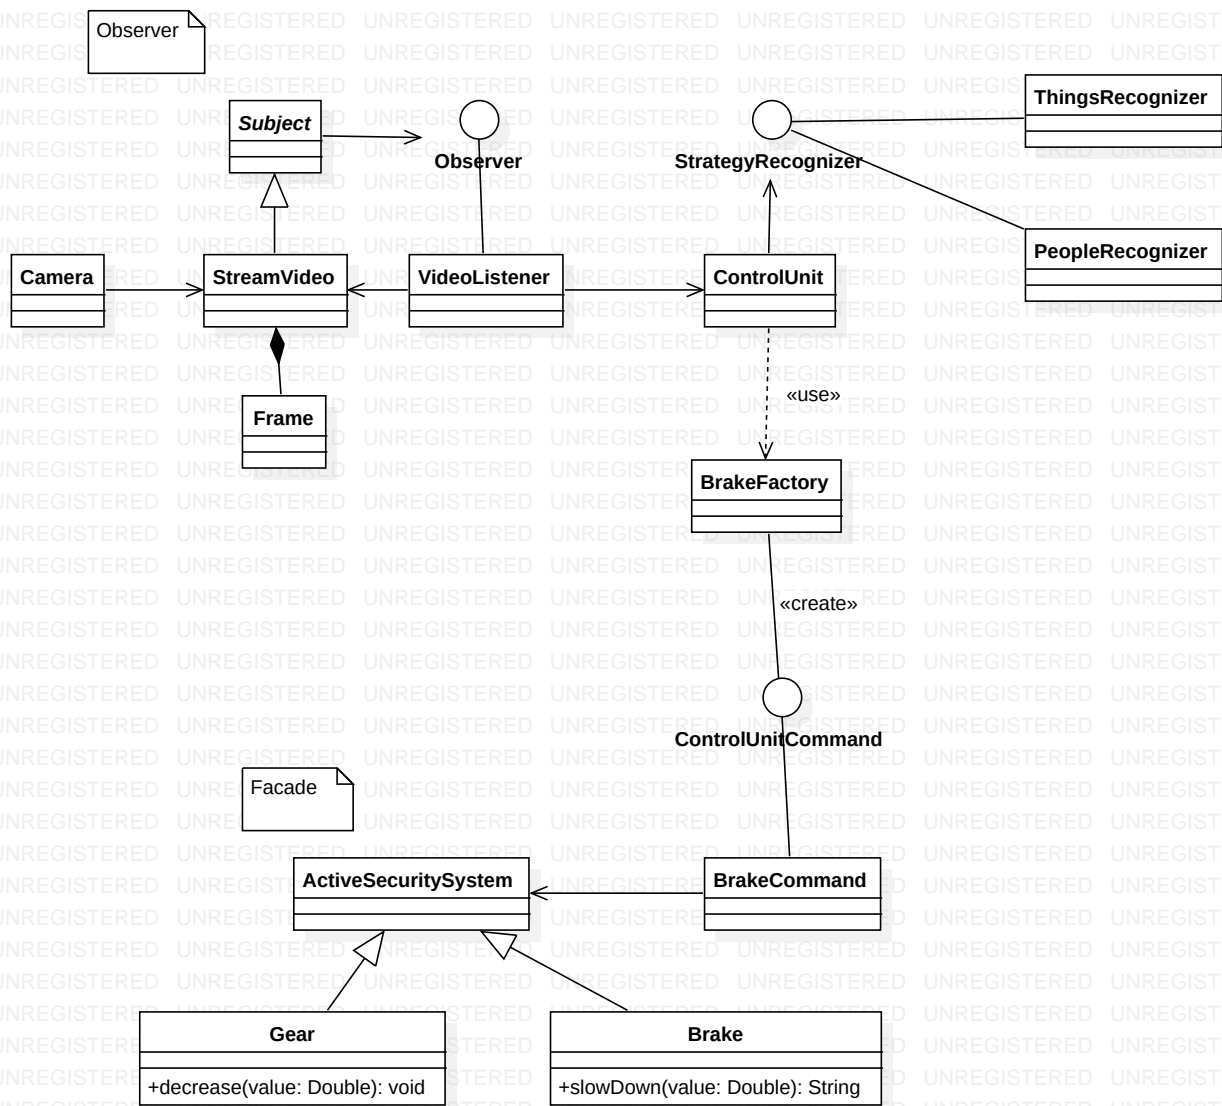 Observer
Subject
Observer
StrategyRecognizer
ThingsRecognizer
PeopleRecognizer
Camera
StreamVideo
VideoListener
ControlUnit
«use»
Frame
BrakeFactory
«create»
ControlUnitCommand
Facade
ActiveSecuritySystem
BrakeCommand
Gear
+decrease(value: Double): void
Brake
+slowDown(value: Double): String
UNREGISTERED